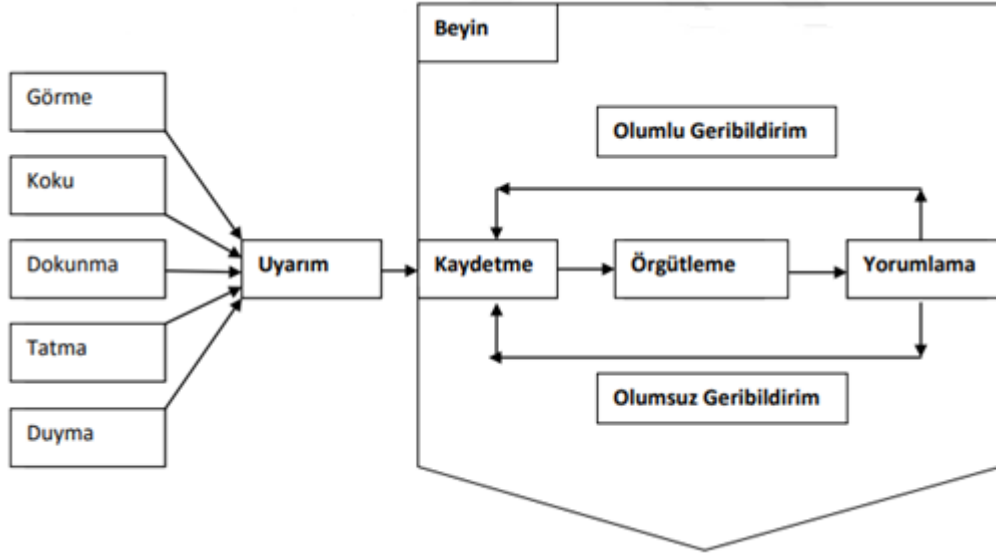 Beyin
Görme
Olumlu Geribildirim
Koku
Dokunma
Uyarım
Kaydetme
Örgütleme
Yorumlama
Tatma
Olumsuz Geribildirim
Duyma